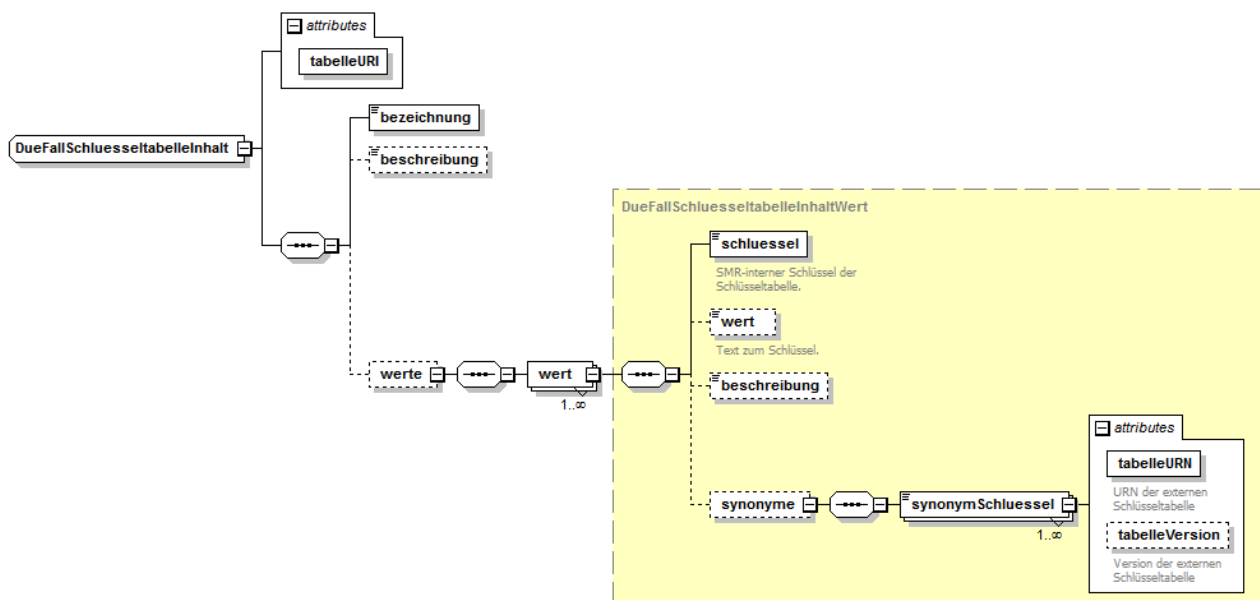 attributes
tabelleURI
DueFallSchluesseltabelleInhalt
bezeichnung
beschreibung
DueFallSchluesseltabelleInhaltWert
schluessel
SMR-interner Schlüssel der
Schlüsseltabelle.
wert
Text zum Schlüssel.
werte
wert
1..∞
beschreibung
synonyme
synonymSchluessel
1..∞
attributes
tabelleURN
URN der externen
Schlüsseltabelle
tabelleVersion
Version der externen
Schlüsseltabelle